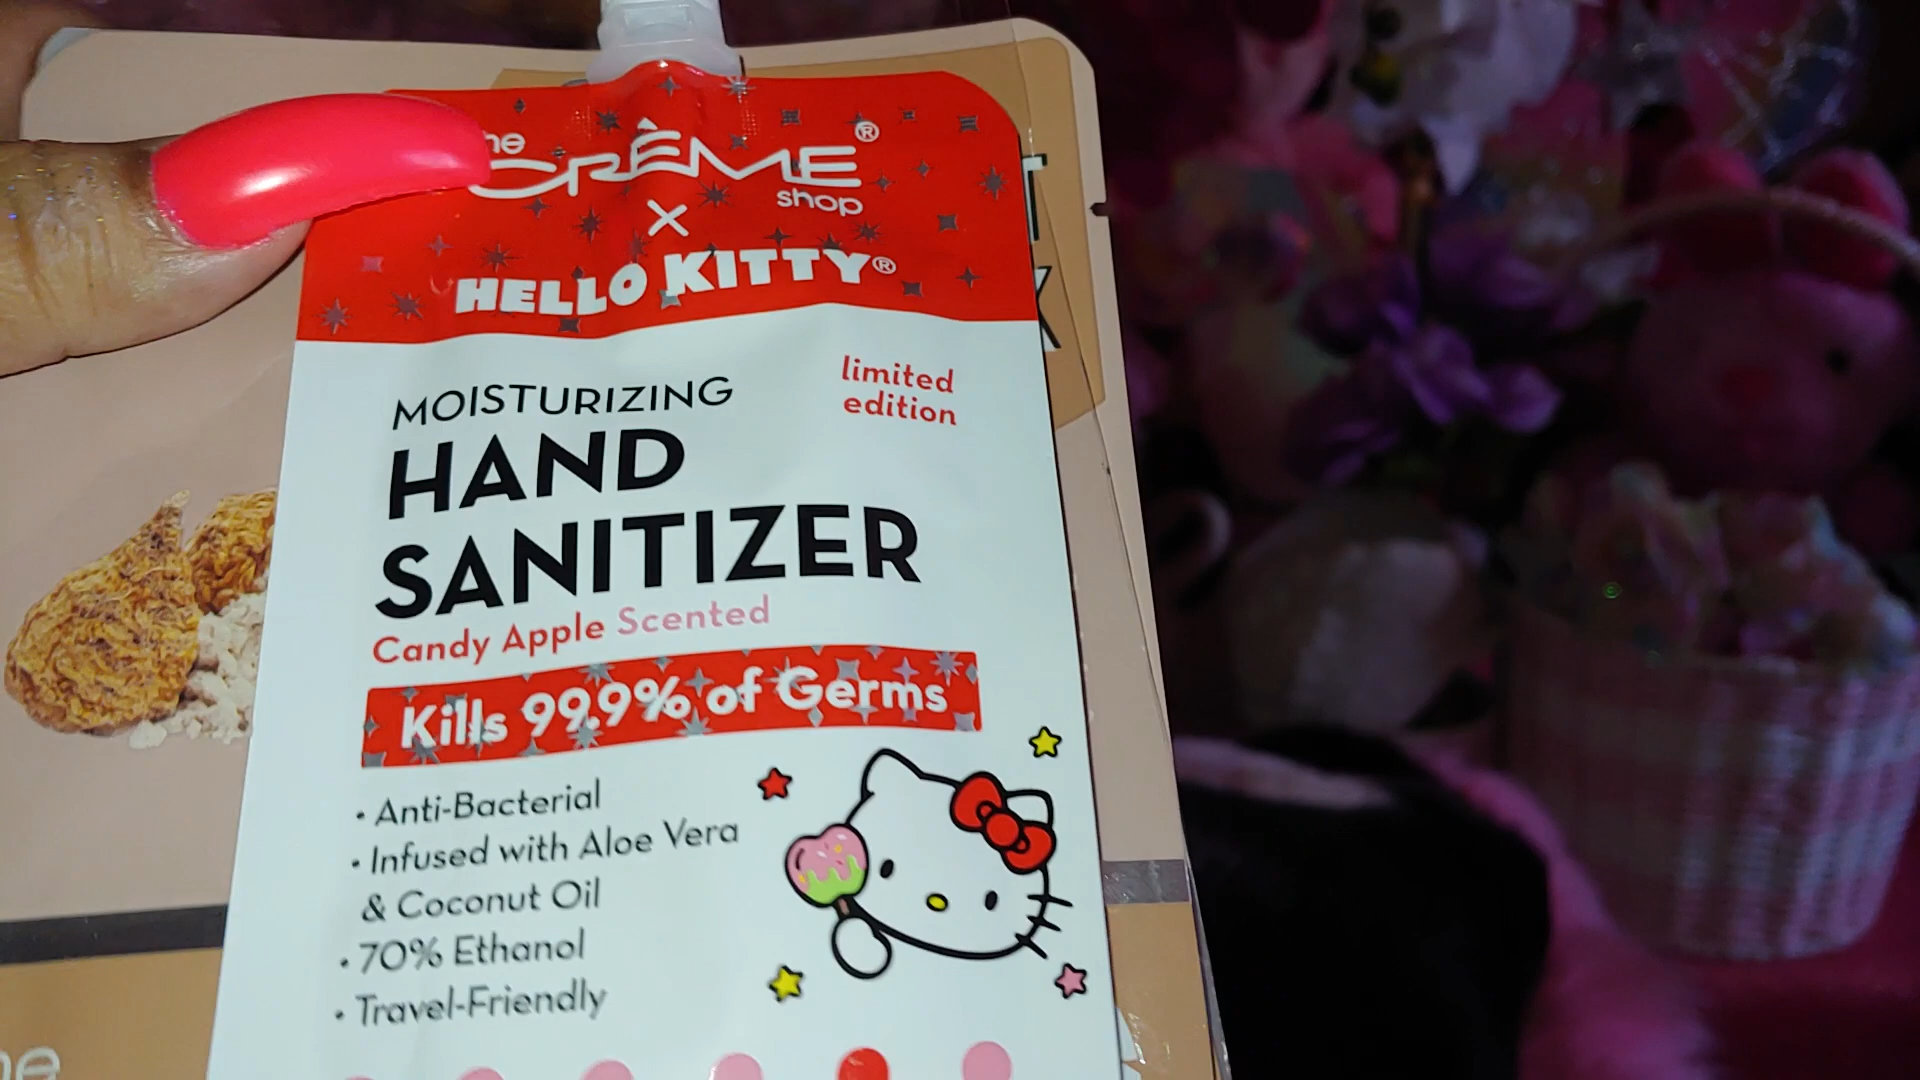 CRÈME®
shop
X
HELLO KITTY®
limited
edition
MOISTURIZING
HAND
SANITIZER
Candy Apple Scented
Kills 99.9% of Germs
• Anti-Bacterial
• Infused with Aloe Vera
& Coconut Oil
• 70% Ethanol
• Travel-Friendly